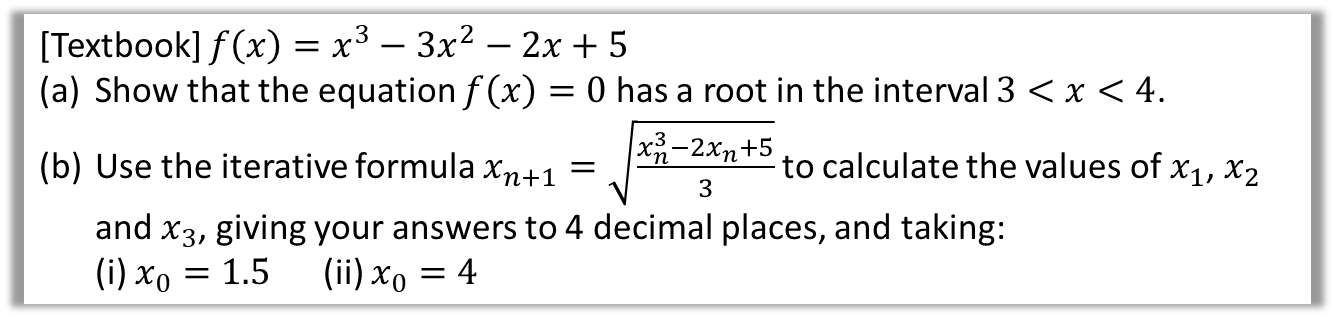 [Textbook] f(x) = x³ − 3x² − 2x + 5
(a) Show that the equation f(x) = 0 has a root in the interval 3 < x < 4.
(b) Use the iterative formula xₙ₊₁ = √((xₙ³−2xₙ+5)/3) to calculate the values of x₁, x₂
and x₃, giving your answers to 4 decimal places, and taking:
(i) x₀ = 1.5 (ii) x₀ = 4